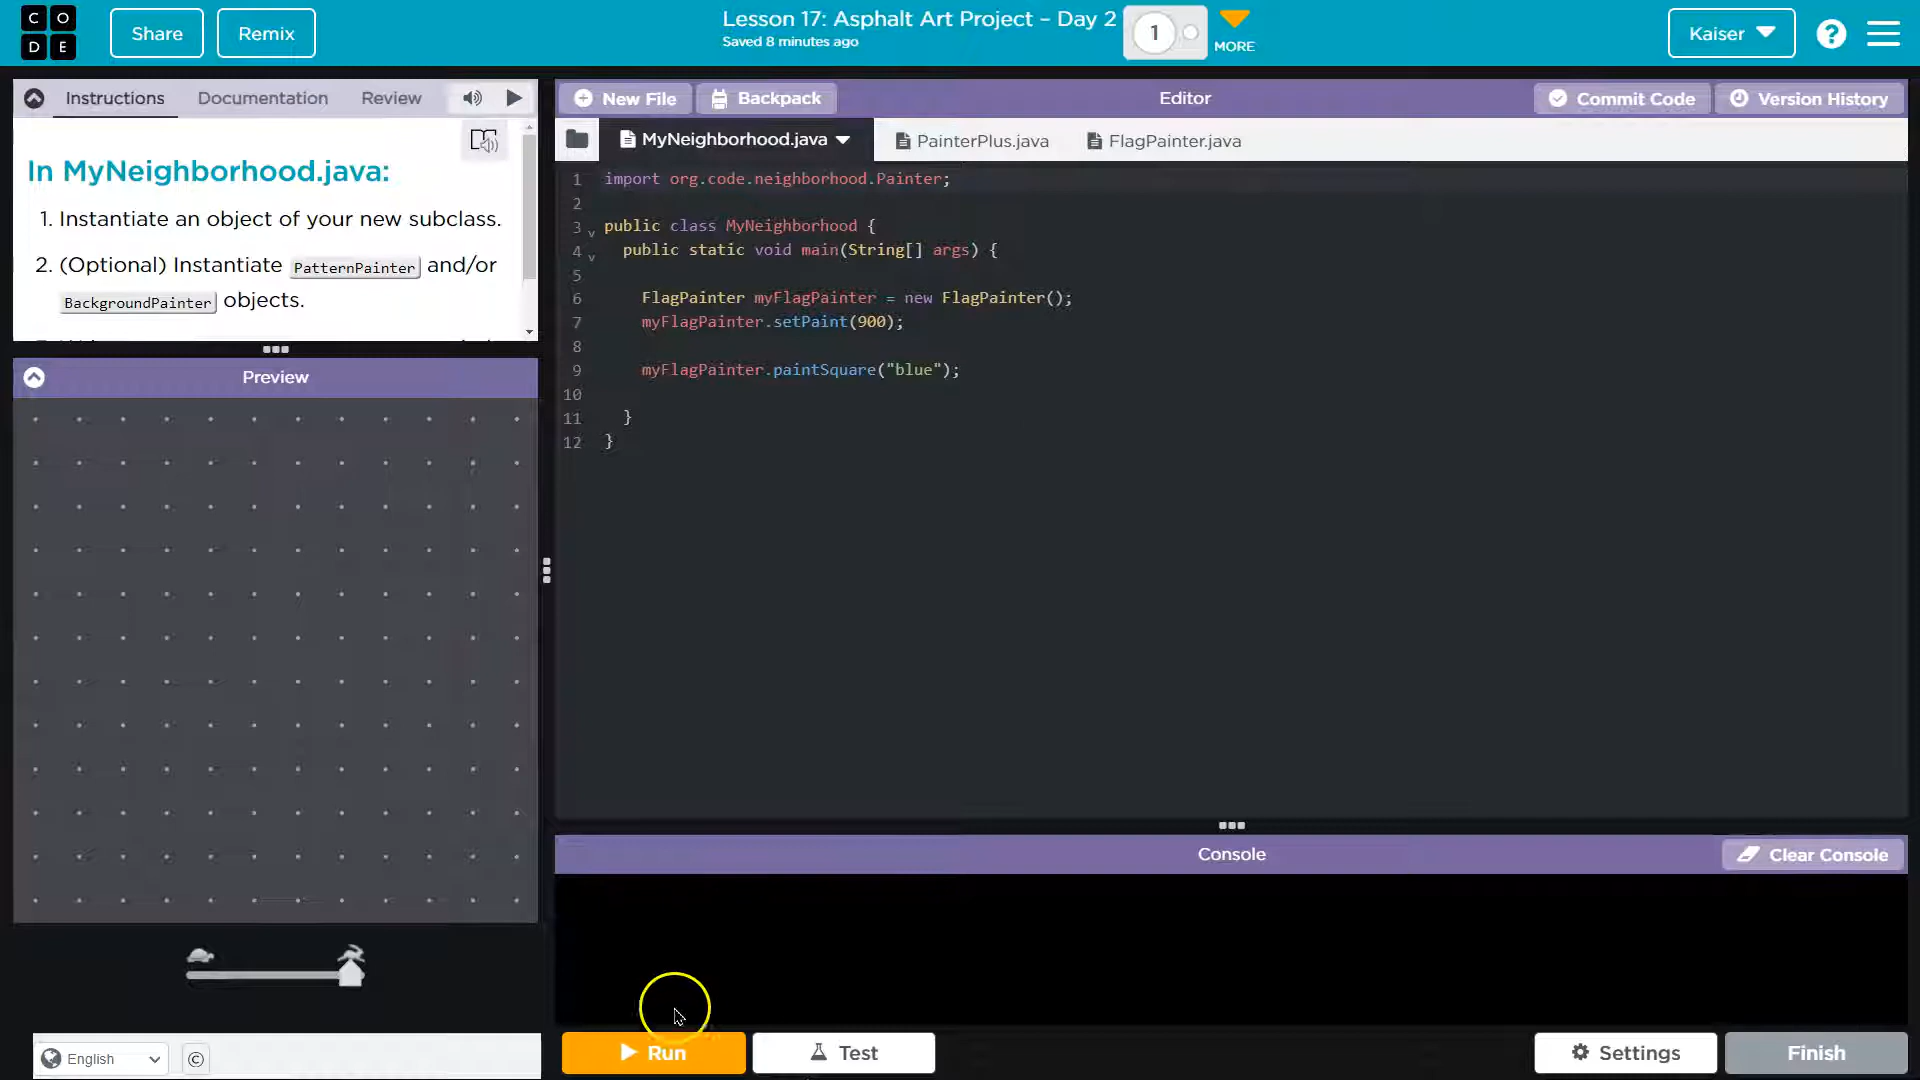 C O
D E
Share
Remix
Lesson 17: Asphalt Art Project – Day 2
Saved 8 minutes ago
1
MORE
Kaiser
?
Instructions
Documentation
Review
In MyNeighborhood.java:
1. Instantiate an object of your new subclass.
2. (Optional) Instantiate PatternPainter and/or
BackgroundPainter objects.
Preview
English
©
New File
Backpack
Editor
Commit Code
Version History
MyNeighborhood.java
PainterPlus.java
FlagPainter.java
1 import org.code.neighborhood.Painter;
2
3 public class MyNeighborhood {
4 public static void main(String[] args) {
5
6 FlagPainter myFlagPainter = new FlagPainter();
7 myFlagPainter.setPaint(900);
8
9 myFlagPainter.paintSquare("blue");
10
11 }
12 }
Console
Clear Console
Run
Test
Settings
Finish